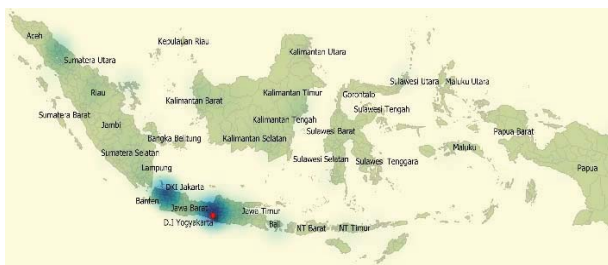 Aceh
Sumatera Utara
Kepulauan Riau
Kalimantan Utara
Riau
Sumatera Barat
Kalimantan Barat
Kalimantan Timur
Gorontalo
Sulawesi Utara
Maluku Utara
Sulawesi Tengah
Jambi
Kalimantan Tengah
Bangka Belitung
Kalimantan Selatan
Sulawesi Barat
Papua Barat
Sumatera Selatan
Maluku
Lampung
Sulawesi Selatan
Sulawesi Tenggara
Papua
DKI Jakarta
Banten
Jawa Barat
Jawa Timur
D.I Yogyakarta
Bali
NT Barat
NT Timur